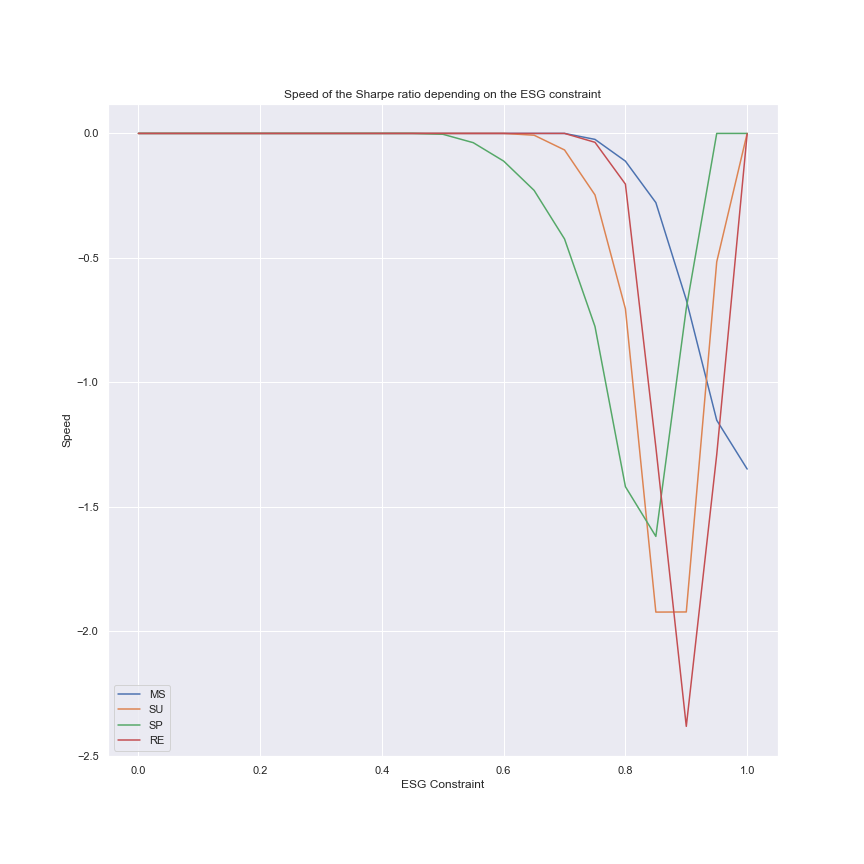 Speed of the Sharpe ratio depending on the ESG constraint
0.0
−0.5
−1.0
−1.5
−2.0
−2.5
Speed
MS
SU
SP
RE
0.0 0.2 0.4 0.6 0.8 1.0
ESG Constraint